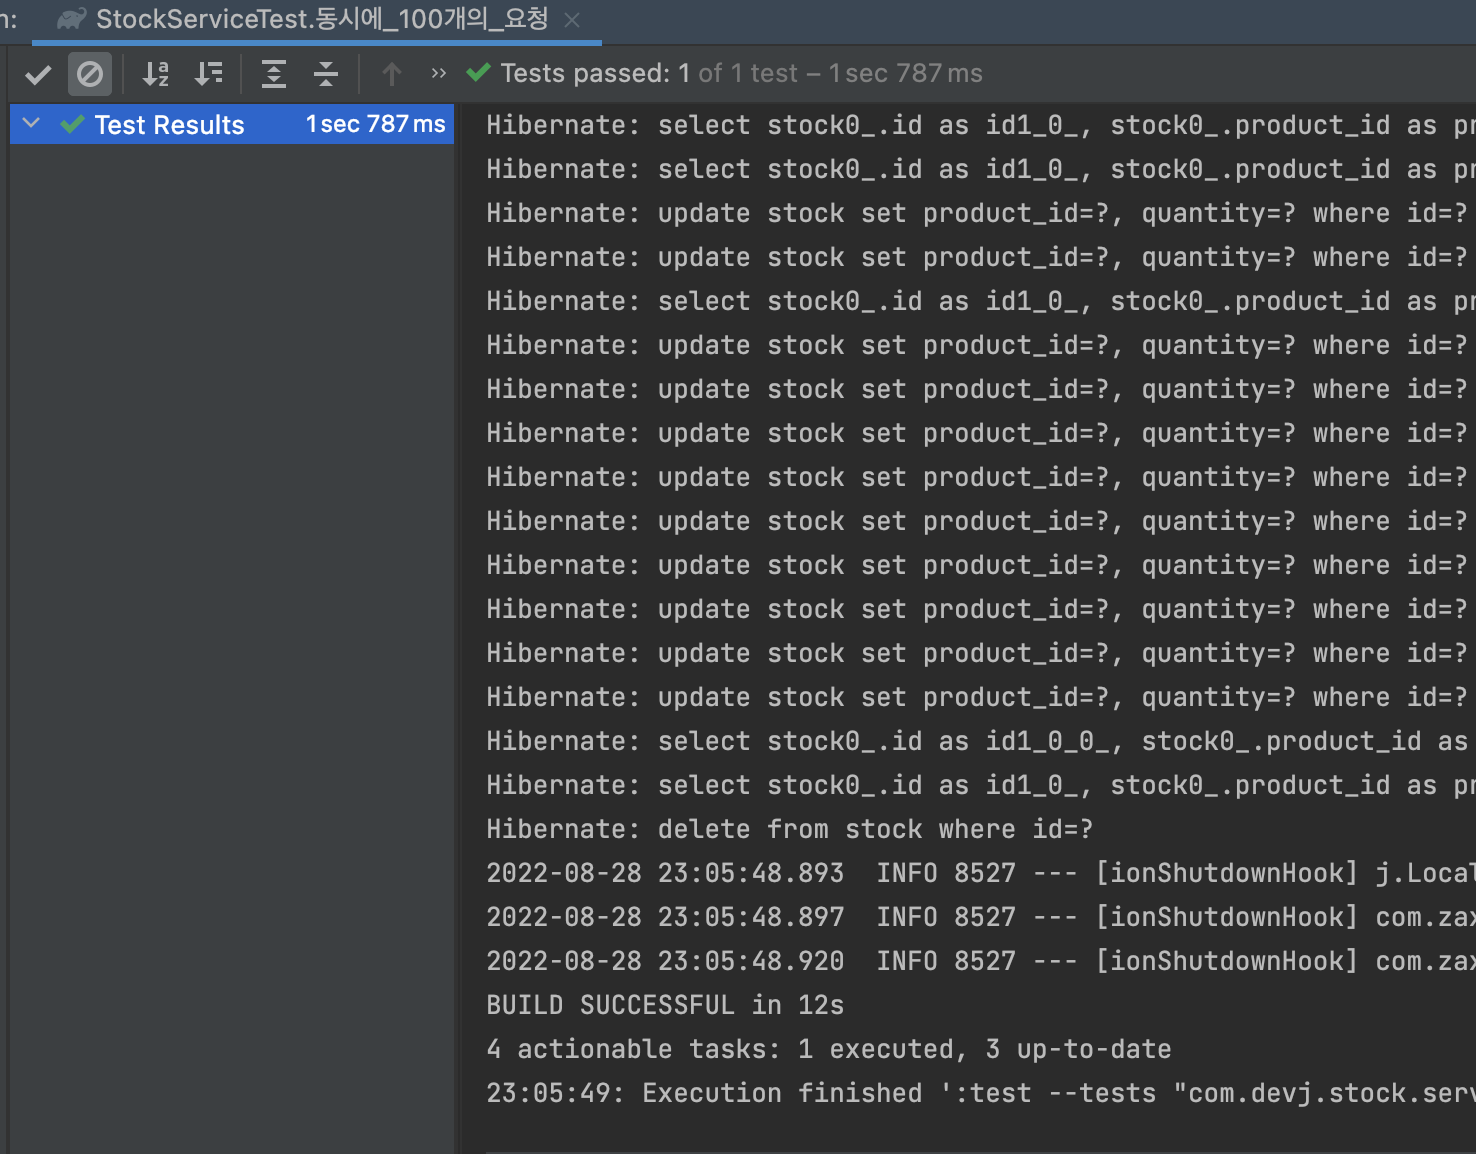 n:
StockServiceTest.동시에_100개의_요청
Tests passed: 1 of 1 test – 1 sec 787 ms
Test Results 1 sec 787 ms
Hibernate: select stock0_.id as id1_0_, stock0_.product_id as pr
Hibernate: select stock0_.id as id1_0_, stock0_.product_id as pr
Hibernate: update stock set product_id=?, quantity=? where id=?
Hibernate: update stock set product_id=?, quantity=? where id=?
Hibernate: select stock0_.id as id1_0_, stock0_.product_id as pr
Hibernate: update stock set product_id=?, quantity=? where id=?
Hibernate: update stock set product_id=?, quantity=? where id=?
Hibernate: update stock set product_id=?, quantity=? where id=?
Hibernate: update stock set product_id=?, quantity=? where id=?
Hibernate: update stock set product_id=?, quantity=? where id=?
Hibernate: update stock set product_id=?, quantity=? where id=?
Hibernate: update stock set product_id=?, quantity=? where id=?
Hibernate: update stock set product_id=?, quantity=? where id=?
Hibernate: update stock set product_id=?, quantity=? where id=?
Hibernate: select stock0_.id as id1_0_0_, stock0_.product_id as
Hibernate: select stock0_.id as id1_0_, stock0_.product_id as pr
Hibernate: delete from stock where id=?
2022-08-28 23:05:48.893  INFO 8527 --- [ionShutdownHook] j.Local
2022-08-28 23:05:48.897  INFO 8527 --- [ionShutdownHook] com.zax
2022-08-28 23:05:48.920  INFO 8527 --- [ionShutdownHook] com.zax
BUILD SUCCESSFUL in 12s
4 actionable tasks: 1 executed, 3 up-to-date
23:05:49: Execution finished ':test --tests "com.devj.stock.serv